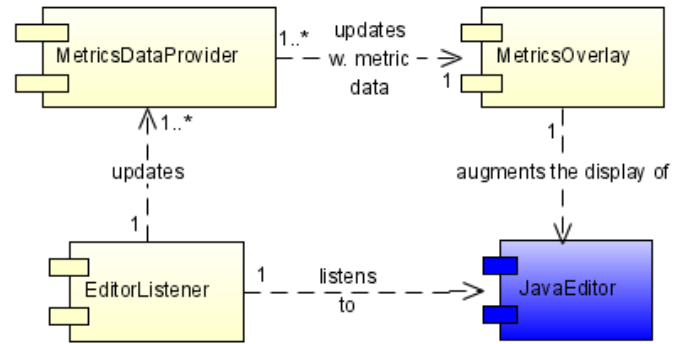 MetricsDataProvider
1..*
updates
w. metric
data
1
MetricsOverlay
1..*
updates
1
1
augments the display of
EditorListener
1
listens
to
JavaEditor